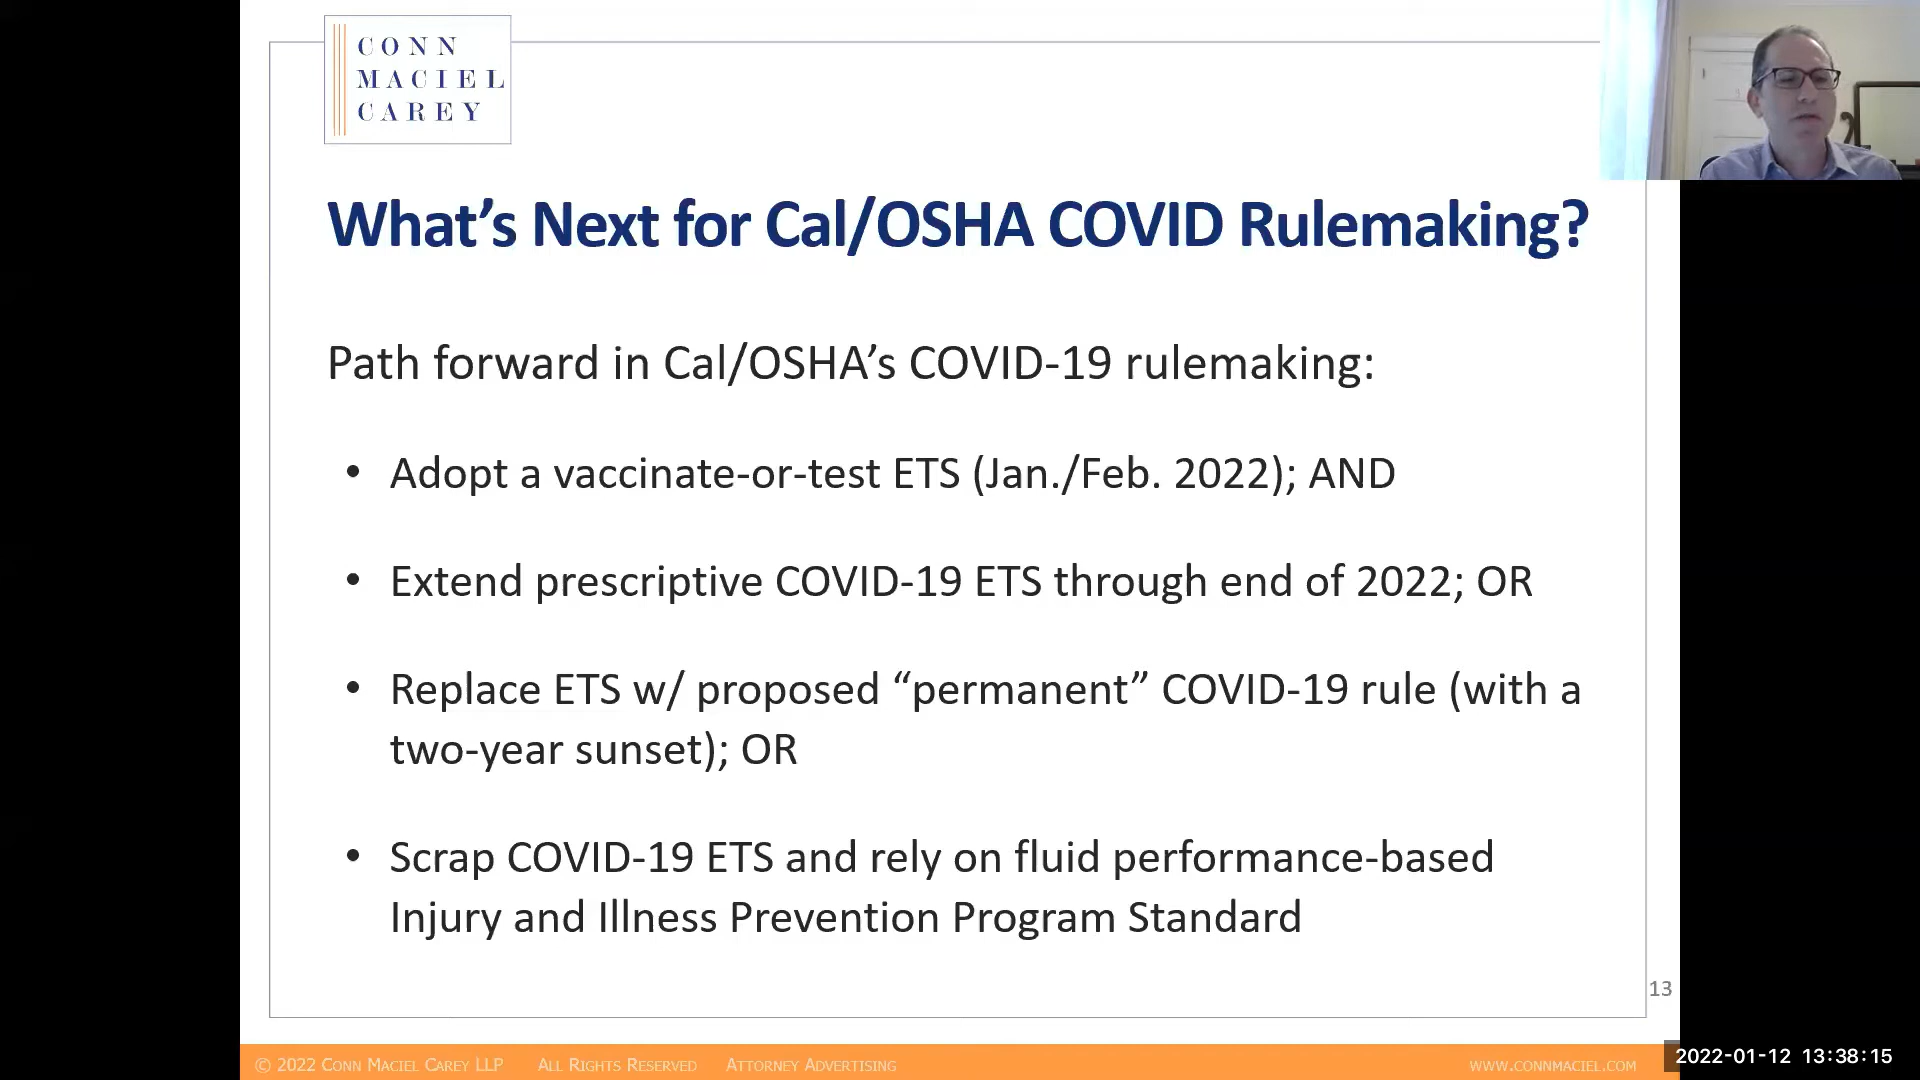 CONN
MACIEL
CAREY
What’s Next for Cal/OSHA COVID Rulemaking?
Path forward in Cal/OSHA’s COVID-19 rulemaking:
• Adopt a vaccinate-or-test ETS (Jan./Feb. 2022); AND
• Extend prescriptive COVID-19 ETS through end of 2022; OR
• Replace ETS w/ proposed “permanent” COVID-19 rule (with a
two-year sunset); OR
• Scrap COVID-19 ETS and rely on fluid performance-based
Injury and Illness Prevention Program Standard
13
© 2022 CONN MACIEL CAREY LLP ALL RIGHTS RESERVED ATTORNEY ADVERTISING WWW.CONNMACIEL.COM
2022-01-12 13:38:15